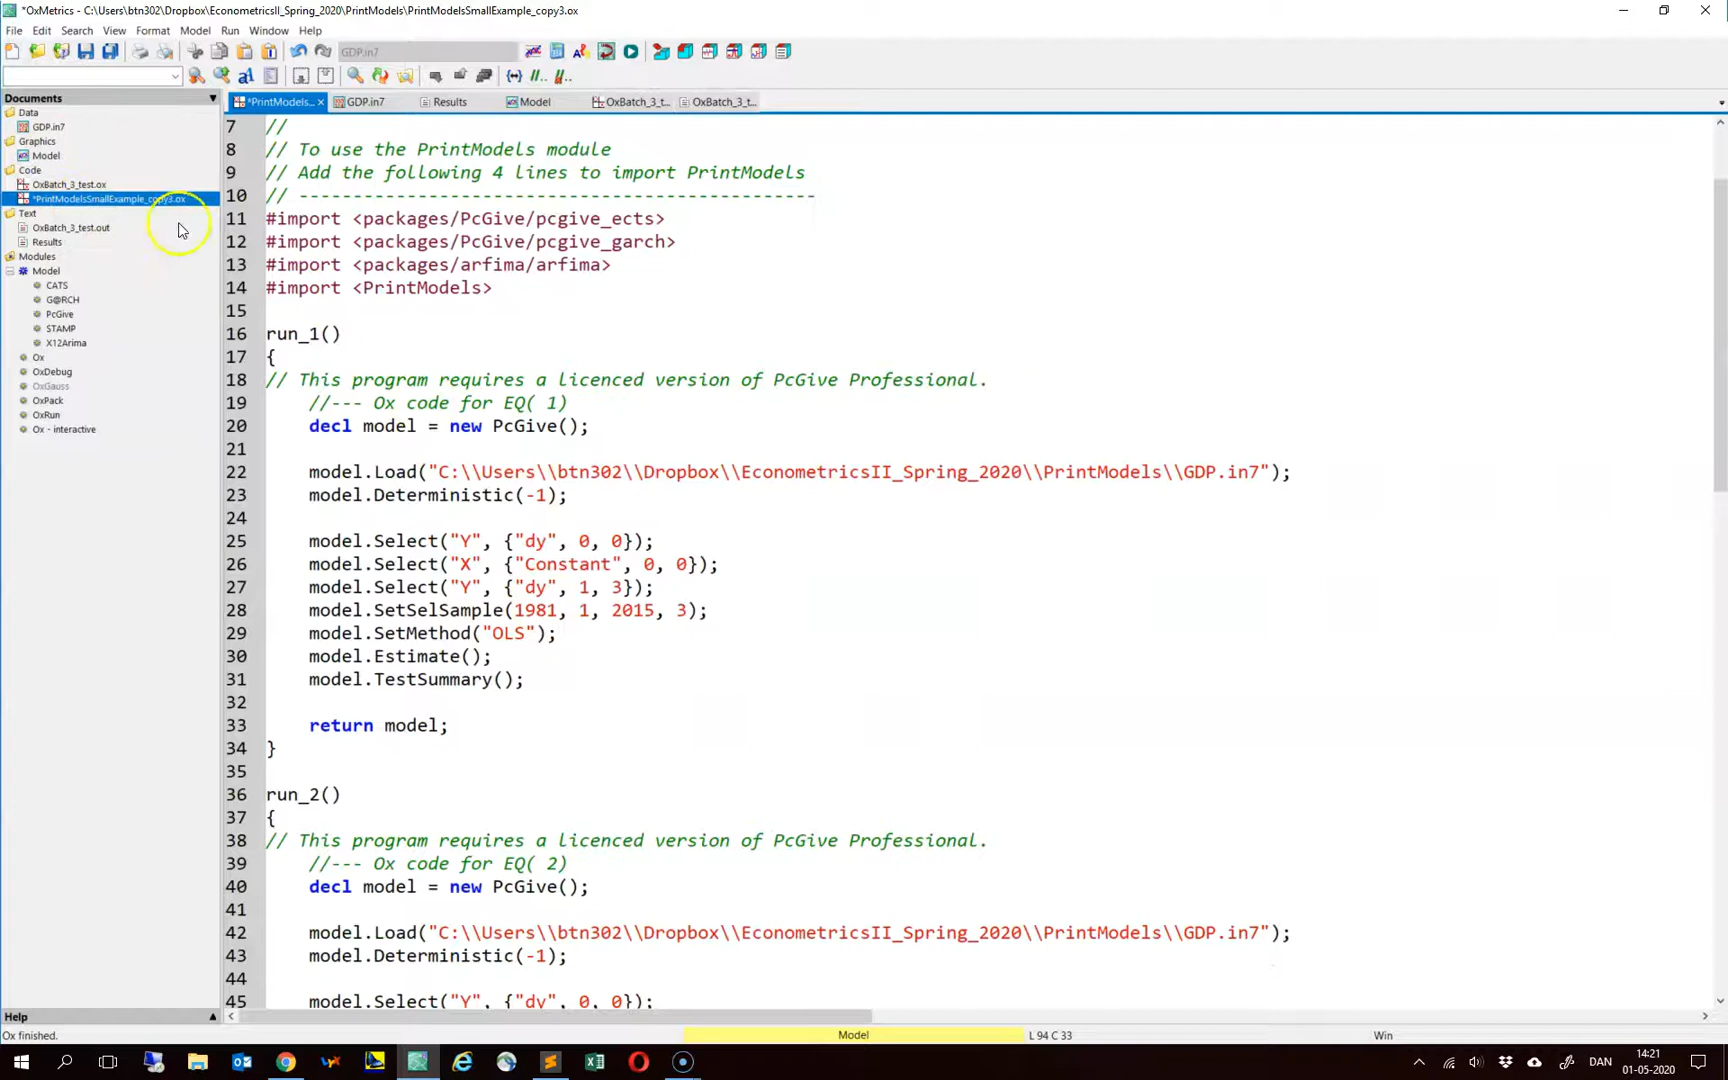 *OxMetrics - C:\Users\btn302\Dropbox\EconometricsII_Spring_2020\PrintModels\PrintModelsSmallExample_copy3.ox
File Edit Search View Format Model Run Window Help
GDP.in7
Documents
*PrintModels... GDP.in7 Results Model OxBatch_3_t... OxBatch_3_t...
Data
GDP.in7
Graphics
Model
Code
OxBatch_3_test.ox
*PrintModelsSmallExample_copy3.ox
Text
OxBatch_3_test.out
Results
Modules
Model
CATS
G@RCH
PcGive
STAMP
X12Arima
Ox
OxDebug
OxGauss
OxPack
OxRun
Ox - interactive
7 //
8 // To use the PrintModels module
9 // Add the following 4 lines to import PrintModels
10 // ------------------------------------------------
11 #import <packages/PcGive/pcgive_ects>
12 #import <packages/PcGive/pcgive_garch>
13 #import <packages/arfima/arfima>
14 #import <PrintModels>
15
16 run_1()
17 {
18 // This program requires a licenced version of PcGive Professional.
19 //--- Ox code for EQ( 1)
20 decl model = new PcGive();
21
22 model.Load("C:\\Users\\btn302\\Dropbox\\EconometricsII_Spring_2020\\PrintModels\\GDP.in7");
23 model.Deterministic(-1);
24
25 model.Select("Y", {"dy", 0, 0});
26 model.Select("X", {"Constant", 0, 0});
27 model.Select("Y", {"dy", 1, 3});
28 model.SetSelSample(1981, 1, 2015, 3);
29 model.SetMethod("OLS");
30 model.Estimate();
31 model.TestSummary();
32
33 return model;
34 }
35
36 run_2()
37 {
38 // This program requires a licenced version of PcGive Professional.
39 //--- Ox code for EQ( 2)
40 decl model = new PcGive();
41
42 model.Load("C:\\Users\\btn302\\Dropbox\\EconometricsII_Spring_2020\\PrintModels\\GDP.in7");
43 model.Deterministic(-1);
44
45 model.Select("Y", {"dy", 0, 0});
Help
Ox finished. Model L 94 C 33 Win
DAN
14:21
01-05-2020